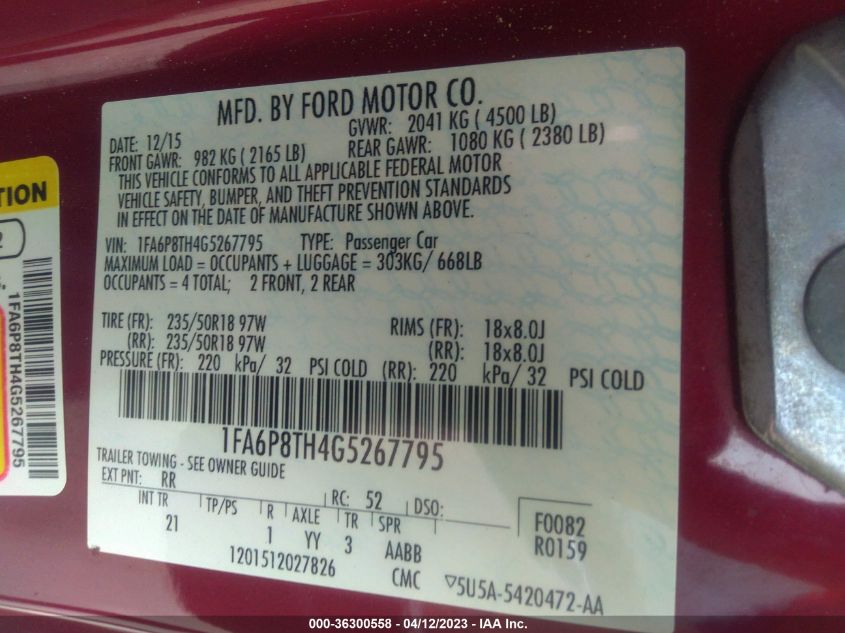 MFD. BY FORD MOTOR CO.
DATE: 12/15 GVWR: 2041 KG ( 4500 LB)
FRONT GAWR: 982 KG ( 2165 LB) REAR GAWR: 1080 KG ( 2380 LB)
THIS VEHICLE CONFORMS TO ALL APPLICABLE FEDERAL MOTOR
VEHICLE SAFETY, BUMPER, AND THEFT PREVENTION STANDARDS
IN EFFECT ON THE DATE OF MANUFACTURE SHOWN ABOVE.
VIN: 1FA6P8TH4G5267795 TYPE: Passenger Car
MAXIMUM LOAD = OCCUPANTS + LUGGAGE = 303KG/ 668LB
OCCUPANTS = 4 TOTAL; 2 FRONT, 2 REAR
TIRE (FR): 235/50R18 97W RIMS (FR): 18x8.0J
(RR): 235/50R18 97W (RR): 18x8.0J
PRESSURE (FR): 220 kPa/ 32 PSI COLD (RR): 220 kPa/ 32 PSI COLD
1FA6P8TH4G5267795
TRAILER TOWING - SEE OWNER GUIDE
EXT PNT: RR RC: 52 DSO:
INT TR TP/PS R AXLE TR SPR F0082
21 1 YY 3 AABB R0159
1201512027826 CMC ▽5U5A-5420472-AA
TION
2
1FA6P8TH4G5267795
000-36300558 - 04/12/2023 - IAA Inc.